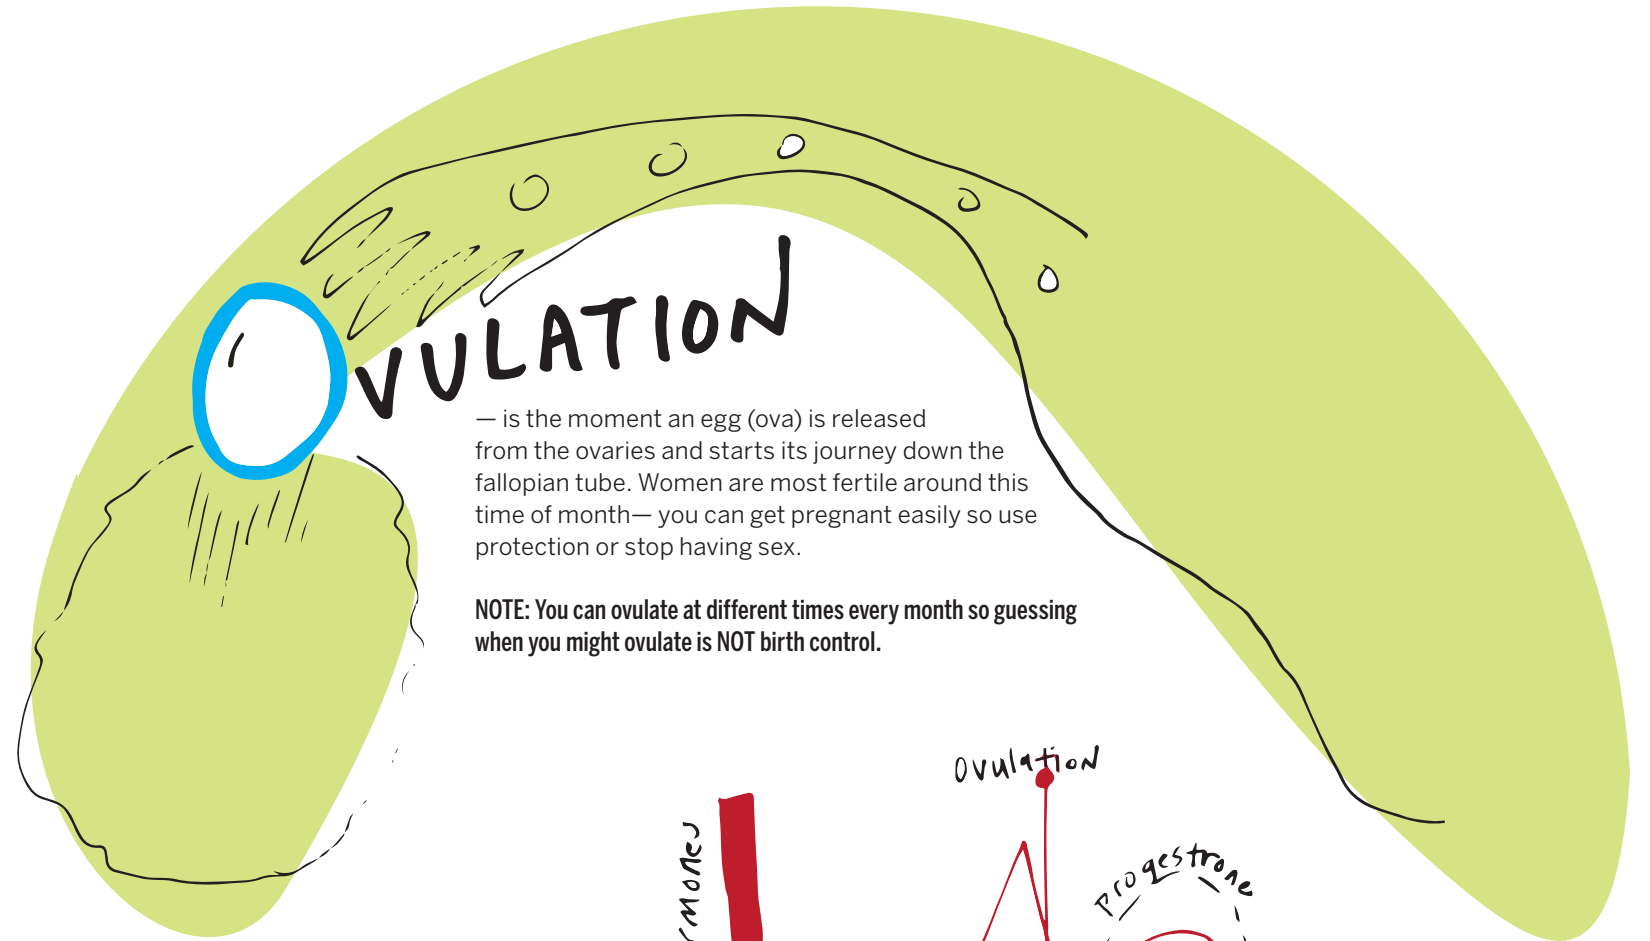 OVULATION
— is the moment an egg (ova) is released
from the ovaries and starts its journey down the
fallopian tube. Women are most fertile around this
time of month— you can get pregnant easily so use
protection or stop having sex.
NOTE: You can ovulate at different times every month so guessing
when you might ovulate is NOT birth control.
Ovulation
progestrone